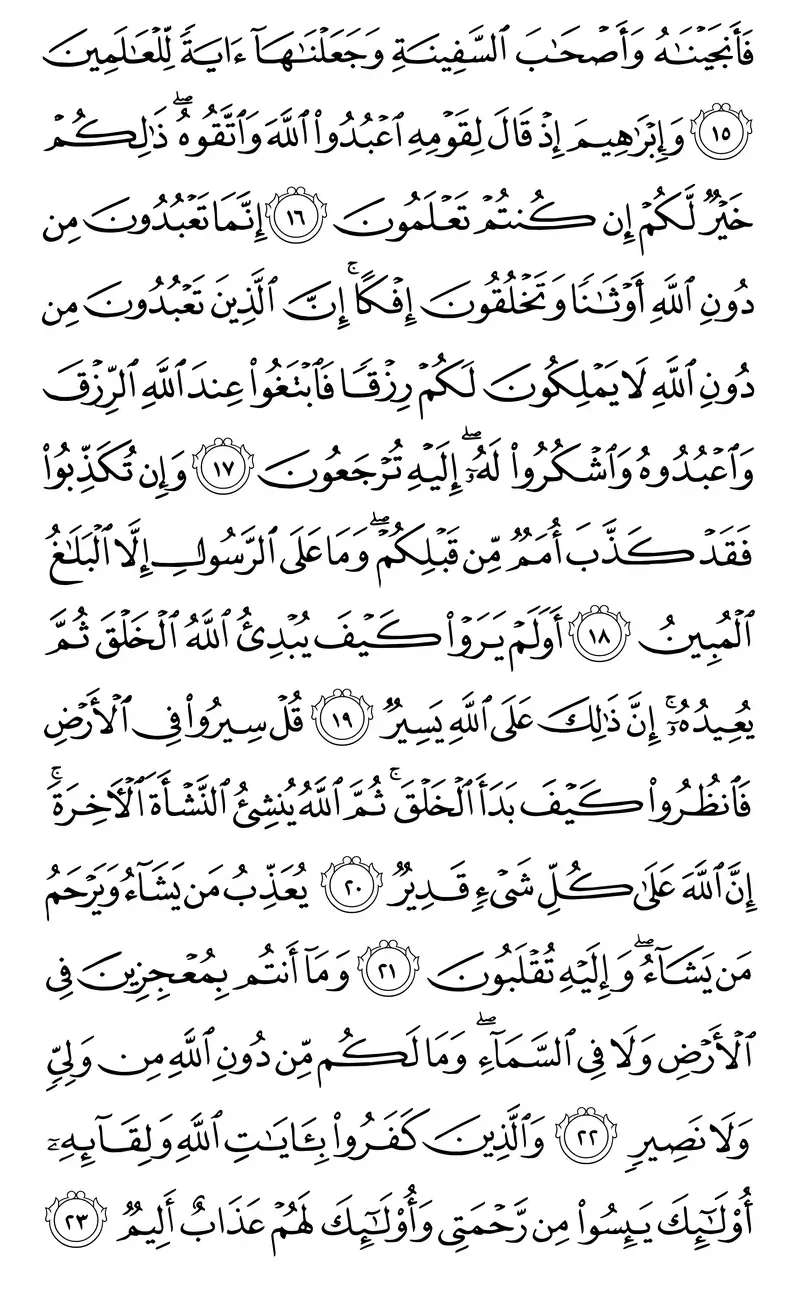 فَأَنجَيْنَٰهُ وَأَصْحَٰبَ ٱلسَّفِينَةِ وَجَعَلْنَٰهَآ ءَايَةً لِّلْعَٰلَمِينَ
١٥ وَإِبْرَٰهِيمَ إِذْ قَالَ لِقَوْمِهِ ٱعْبُدُوا۟ ٱللَّهَ وَٱتَّقُوهُ ۖ ذَٰلِكُمْ
خَيْرٌ لَّكُمْ إِن كُنتُمْ تَعْلَمُونَ ١٦ إِنَّمَا تَعْبُدُونَ مِن
دُونِ ٱللَّهِ أَوْثَٰنًا وَتَخْلُقُونَ إِفْكًا ۚ إِنَّ ٱلَّذِينَ تَعْبُدُونَ مِن
دُونِ ٱللَّهِ لَا يَمْلِكُونَ لَكُمْ رِزْقًا فَٱبْتَغُوا۟ عِندَ ٱللَّهِ ٱلرِّزْقَ
وَٱعْبُدُوهُ وَٱشْكُرُوا۟ لَهُۥٓ ۖ إِلَيْهِ تُرْجَعُونَ ١٧ وَإِن تُكَذِّبُوا۟
فَقَدْ كَذَّبَ أُمَمٌ مِّن قَبْلِكُمْ ۖ وَمَا عَلَى ٱلرَّسُولِ إِلَّا ٱلْبَلَٰغُ
ٱلْمُبِينُ ١٨ أَوَلَمْ يَرَوْا۟ كَيْفَ يُبْدِئُ ٱللَّهُ ٱلْخَلْقَ ثُمَّ
يُعِيدُهُۥٓ ۚ إِنَّ ذَٰلِكَ عَلَى ٱللَّهِ يَسِيرٌ ١٩ قُلْ سِيرُوا۟ فِى ٱلْأَرْضِ
فَٱنظُرُوا۟ كَيْفَ بَدَأَ ٱلْخَلْقَ ۚ ثُمَّ ٱللَّهُ يُنشِئُ ٱلنَّشْأَةَ ٱلْـَٔاخِرَةَ ۚ
إِنَّ ٱللَّهَ عَلَىٰ كُلِّ شَىْءٍ قَدِيرٌ ٢٠ يُعَذِّبُ مَن يَشَآءُ وَيَرْحَمُ
مَن يَشَآءُ ۖ وَإِلَيْهِ تُقْلَبُونَ ٢١ وَمَآ أَنتُم بِمُعْجِزِينَ فِى
ٱلْأَرْضِ وَلَا فِى ٱلسَّمَآءِ ۖ وَمَا لَكُم مِّن دُونِ ٱللَّهِ مِن وَلِىٍّ
وَلَا نَصِيرٍ ٢٢ وَٱلَّذِينَ كَفَرُوا۟ بِـَٔايَٰتِ ٱللَّهِ وَلِقَآئِهِۦٓ
أُو۟لَٰٓئِكَ يَئِسُوا۟ مِن رَّحْمَتِى وَأُو۟لَٰٓئِكَ لَهُمْ عَذَابٌ أَلِيمٌ ٢٣